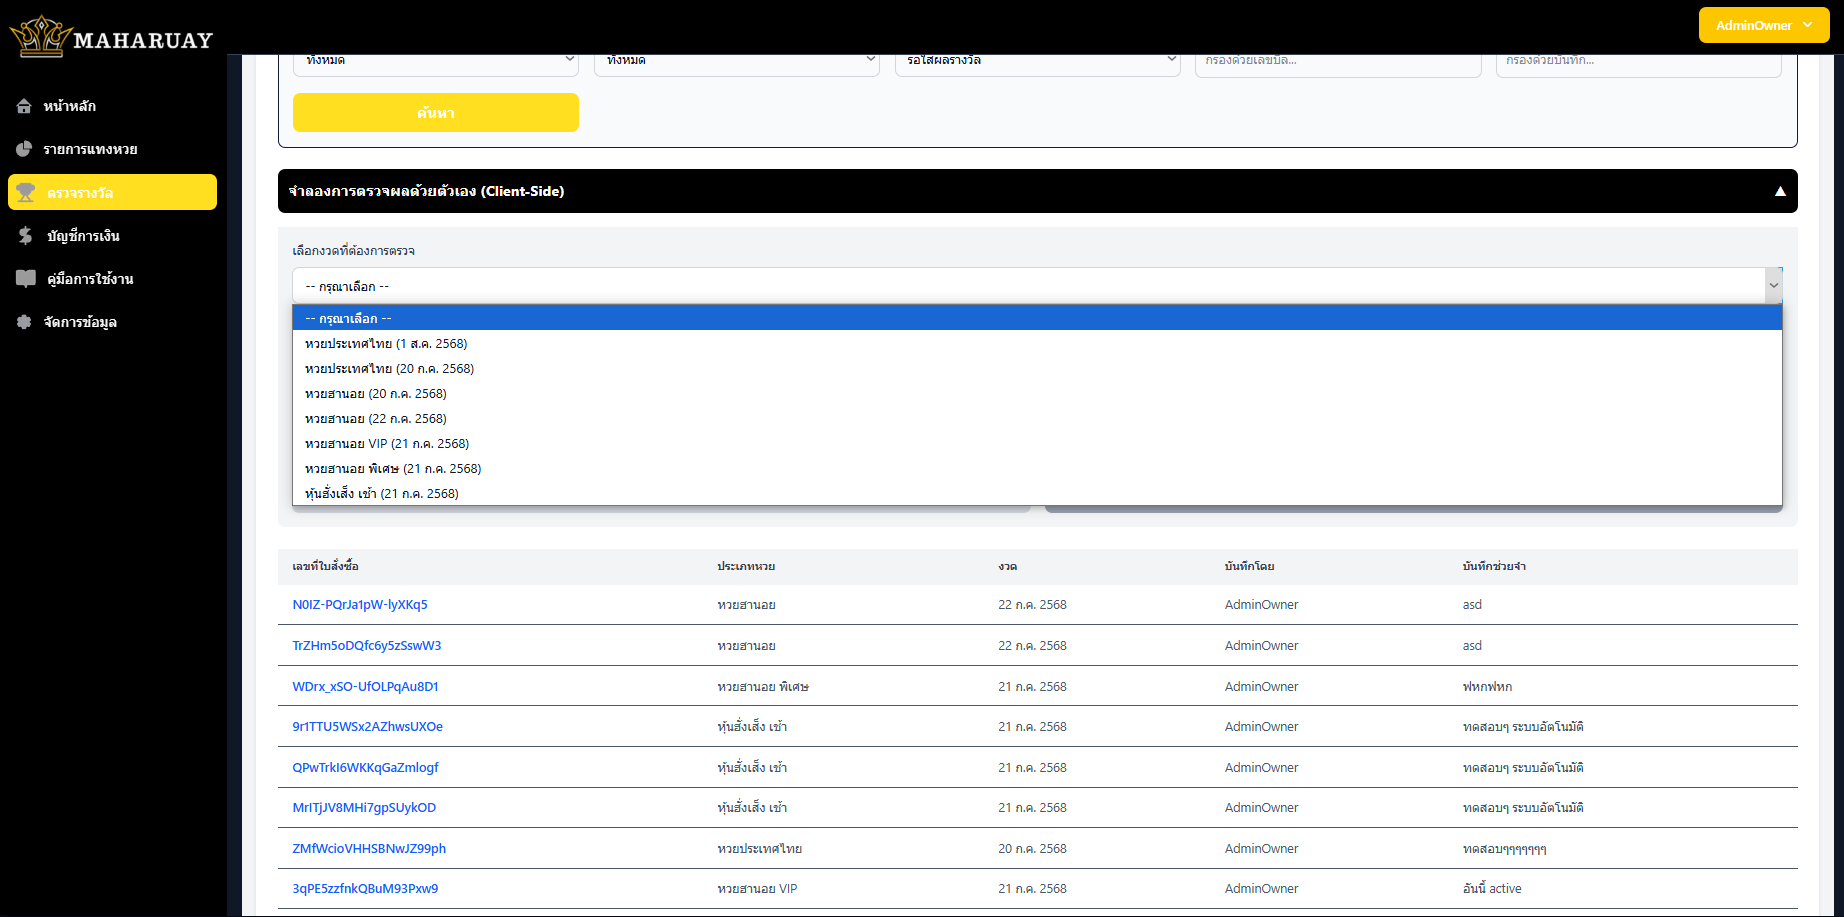 MAHARUAY
AdminOwner
หน้าหลัก
รายการแทงหวย
ตรวจรางวัล
บัญชีการเงิน
คู่มือการใช้งาน
จัดการข้อมูล
ทั้งหมด
ทั้งหมด
รอใส่ผลรางวัล
กรองด้วยเลขบิล...
กรองด้วยบันทึก...
ค้นหา
จำลองการตรวจผลด้วยตัวเอง (Client-Side)
▲
เลือกงวดที่ต้องการตรวจ
-- กรุณาเลือก --
-- กรุณาเลือก --
หวยประเทศไทย (1 ส.ค. 2568)
หวยประเทศไทย (20 ก.ค. 2568)
หวยฮานอย (20 ก.ค. 2568)
หวยฮานอย (22 ก.ค. 2568)
หวยฮานอย VIP (21 ก.ค. 2568)
หวยฮานอย พิเศษ (21 ก.ค. 2568)
หุ้นฮั่งเส็ง เช้า (21 ก.ค. 2568)
เลขที่ใบสั่งซื้อ ประเภทหวย งวด บันทึกโดย บันทึกช่วยจำ
N0IZ-PQrJa1pW-lyXKq5 หวยฮานอย 22 ก.ค. 2568 AdminOwner asd
TrZHm5oDQfc6y5zSswW3 หวยฮานอย 22 ก.ค. 2568 AdminOwner asd
WDrx_xSO-UfOLPqAu8D1 หวยฮานอย พิเศษ 21 ก.ค. 2568 AdminOwner ฟหกฟหก
9r1TTU5WSx2AZhwsUXOe หุ้นฮั่งเส็ง เช้า 21 ก.ค. 2568 AdminOwner ทดสอบๆ ระบบอัตโนมัติ
QPwTrkI6WKKqGaZmlogf หุ้นฮั่งเส็ง เช้า 21 ก.ค. 2568 AdminOwner ทดสอบๆ ระบบอัตโนมัติ
MrlTjJV8MHi7gpSUykOD หุ้นฮั่งเส็ง เช้า 21 ก.ค. 2568 AdminOwner ทดสอบๆ ระบบอัตโนมัติ
ZMfWcioVHHSBNwJZ99ph หวยประเทศไทย 20 ก.ค. 2568 AdminOwner ทดสอบๆๆๆๆๆๆๆ
3qPE5zzfnkQBuM93Pxw9 หวยฮานอย VIP 21 ก.ค. 2568 AdminOwner อันนี้ active